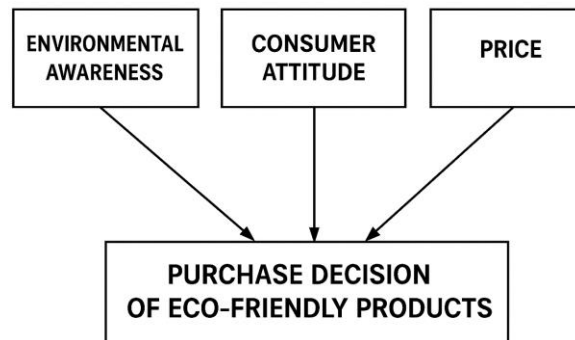 ENVIRONMENTAL
AWARENESS
CONSUMER
ATTITUDE
PRICE
PURCHASE DECISION
OF ECO-FRIENDLY PRODUCTS